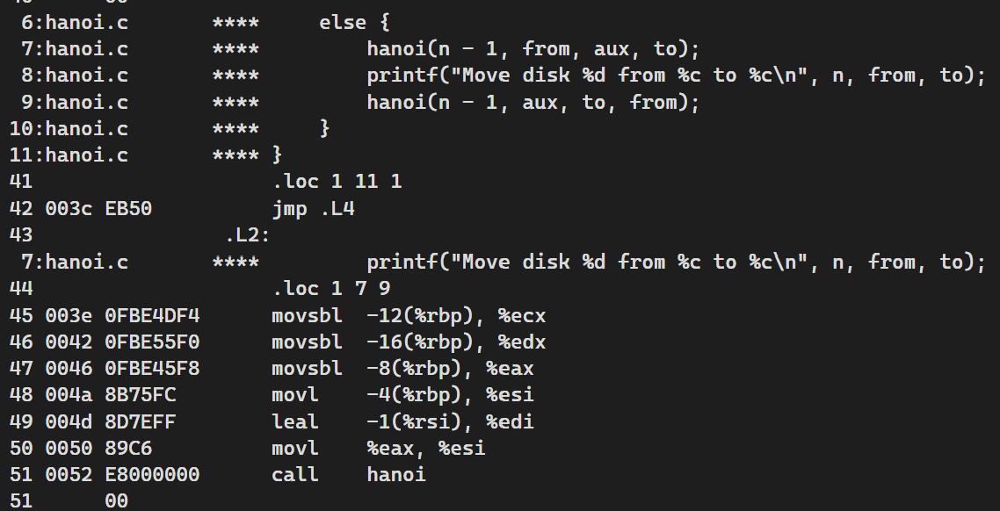 6:hanoi.c       ****     else {
 7:hanoi.c       ****         hanoi(n - 1, from, aux, to);
 8:hanoi.c       ****         printf("Move disk %d from %c to %c\n", n, from, to);
 9:hanoi.c       ****         hanoi(n - 1, aux, to, from);
10:hanoi.c       ****     }
11:hanoi.c       **** }
41                    .loc 1 11 1
42 003c EB50          jmp .L4
43                .L2:
 7:hanoi.c       ****         printf("Move disk %d from %c to %c\n", n, from, to);
44                    .loc 1 7 9
45 003e 0FBE4DF4      movsbl  -12(%rbp), %ecx
46 0042 0FBE55F0      movsbl  -16(%rbp), %edx
47 0046 0FBE45F8      movsbl  -8(%rbp), %eax
48 004a 8B75FC        movl    -4(%rbp), %esi
49 004d 8D7EFF        leal    -1(%rsi), %edi
50 0050 89C6          movl    %eax, %esi
51 0052 E8000000      call    hanoi
51      00